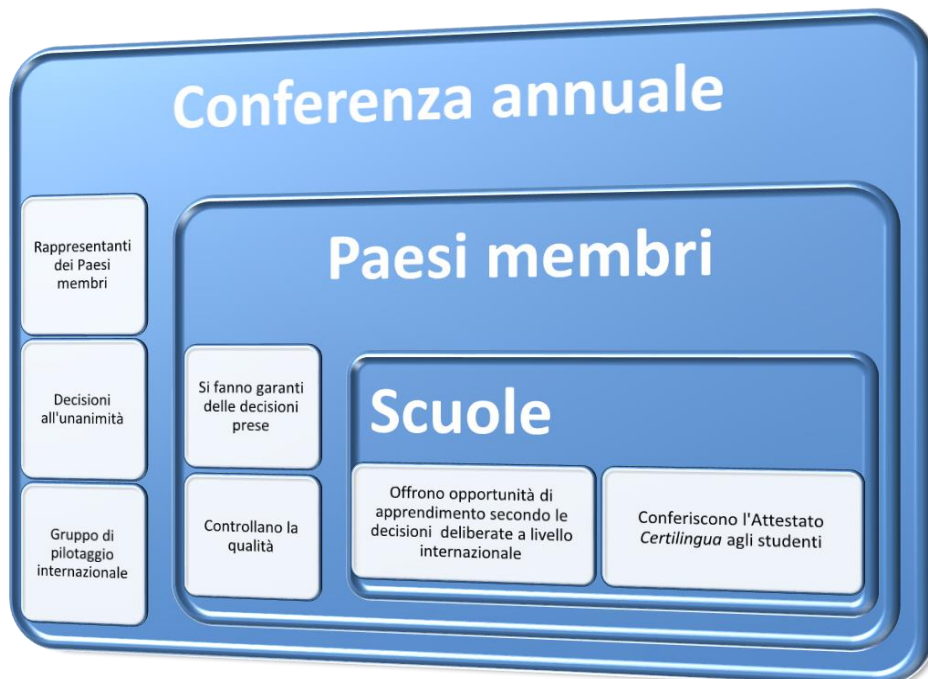 Conferenza annuale
Rappresentanti
dei Paesi
membri
Decisioni
all'unanimità
Gruppo di
pilotaggio
internazionale
Paesi membri
Si fanno garanti
delle decisioni
prese
Controllano la
qualità
Scuole
Offrono opportunità di
apprendimento secondo le
decisioni deliberate a livello
internazionale
Conferiscono l'Attestato
Certilingua agli studenti